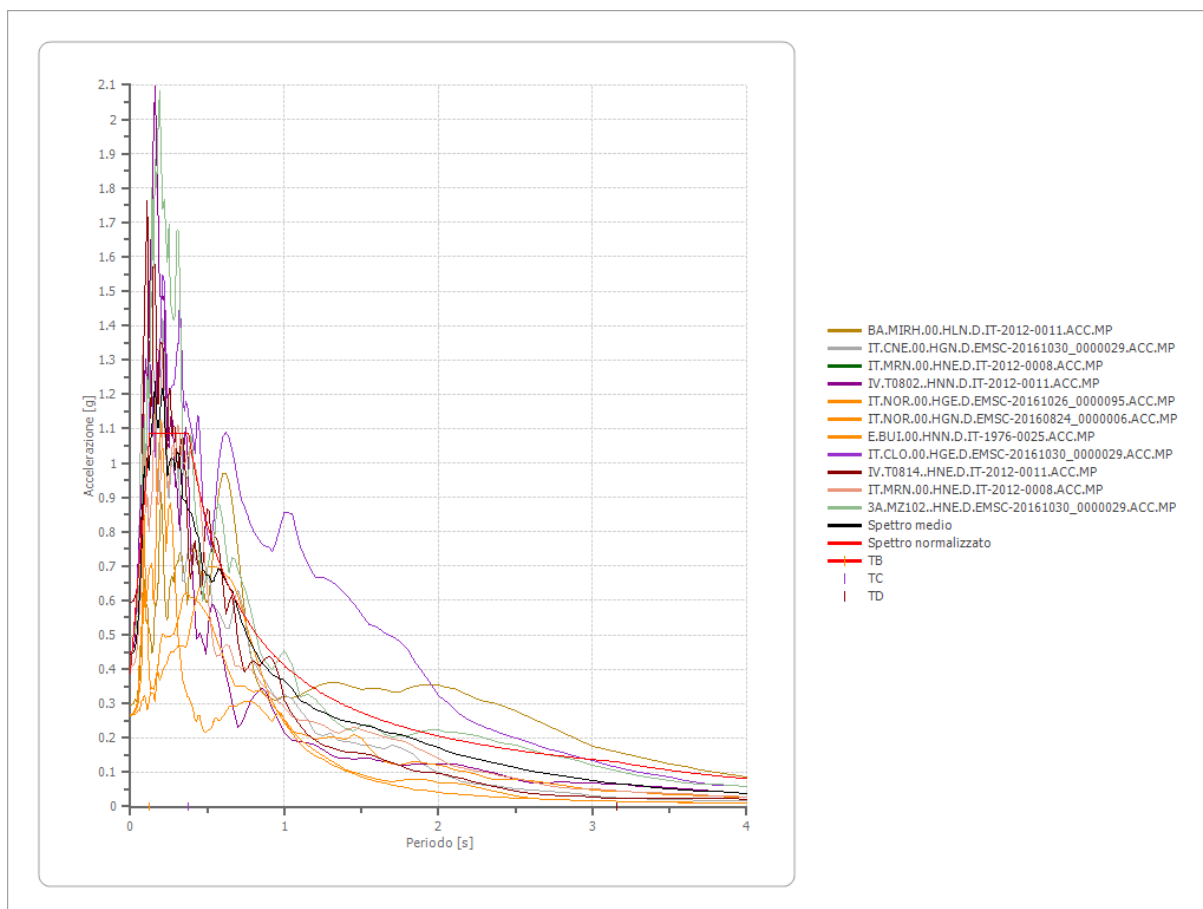 2.1
2
1.9
1.8
1.7
1.6
1.5
1.4
1.3
1.2
1.1
1
0.9
0.8
0.7
0.6
0.5
0.4
0.3
0.2
0.1
0
Accelerazione [g]
0 1 2 3 4
Periodo [s]
BA.MIRH.00.HLN.D.IT-2012-0011.ACC.MP
IT.CNE.00.HGN.D.EMSC-20161030_0000029.ACC.MP
IT.MRN.00.HNE.D.IT-2012-0008.ACC.MP
IV.T0802..HNN.D.IT-2012-0011.ACC.MP
IT.NOR.00.HGE.D.EMSC-20161026_0000095.ACC.MP
IT.NOR.00.HGN.D.EMSC-20160824_0000006.ACC.MP
E.BUI.00.HNN.D.IT-1976-0025.ACC.MP
IT.CLO.00.HGE.D.EMSC-20161030_0000029.ACC.MP
IV.T0814..HNE.D.IT-2012-0011.ACC.MP
IT.MRN.00.HNE.D.IT-2012-0008.ACC.MP
3A.MZ102..HNE.D.EMSC-20161030_0000029.ACC.MP
Spettro medio
Spettro normalizzato
TB
TC
TD